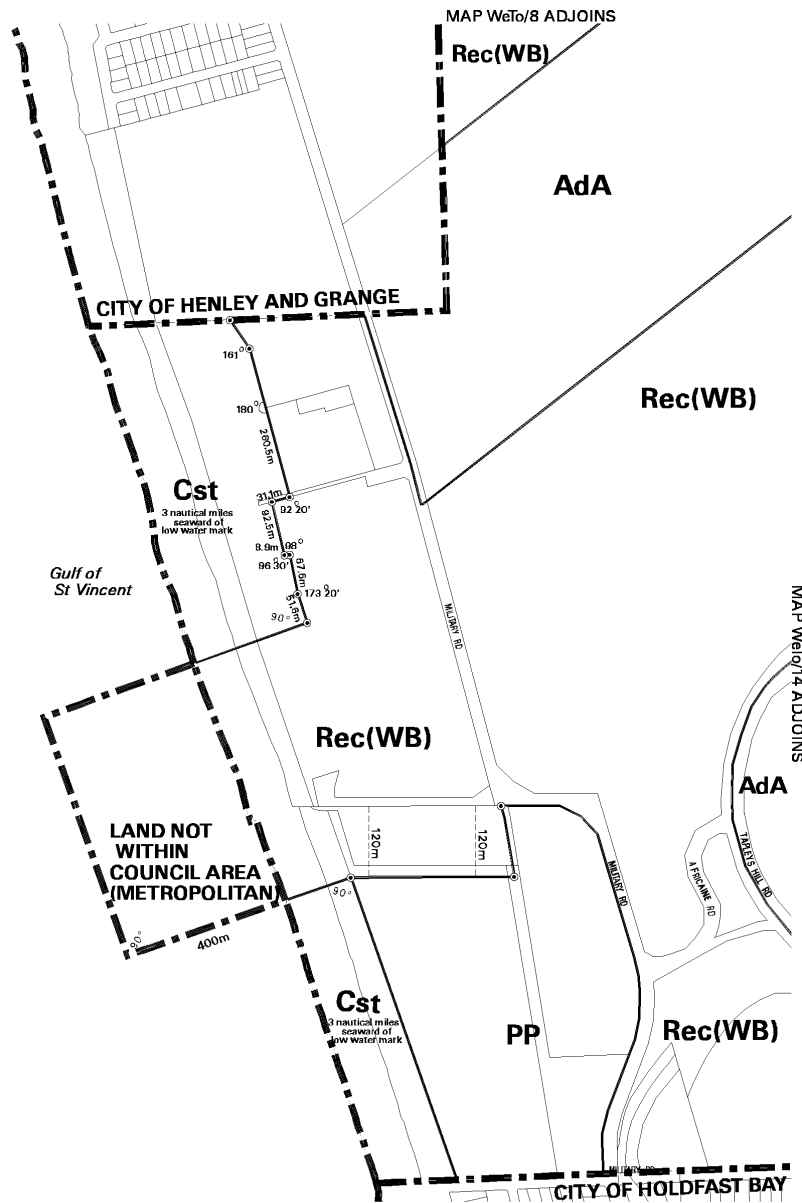 MAP WeTo/8 ADJOINS
Rec(WB)
AdA
CITY OF HENLEY AND GRANGE
161°
Rec(WB)
180°
280.5m
Cst
3 nautical miles
seaward of
low water mark
31.1m
92 20'
92.5m
8.9m
98°
96 30'
67.6m
Gulf of
St Vincent
173 20'
51.8m
90°
MILITARY RD
MAP WeTo/14 ADJOINS
Rec(WB)
AdA
LAND NOT
WITHIN
COUNCIL AREA
(METROPOLITAN)
120m
120m
TAPLEYS HILL RD
MILITARY RD
AFRICAINE RD
90°
90°
400m
Cst
3 nautical miles
seaward of
low water mark
PP
Rec(WB)
MILITARY RD
CITY OF HOLDFAST BAY